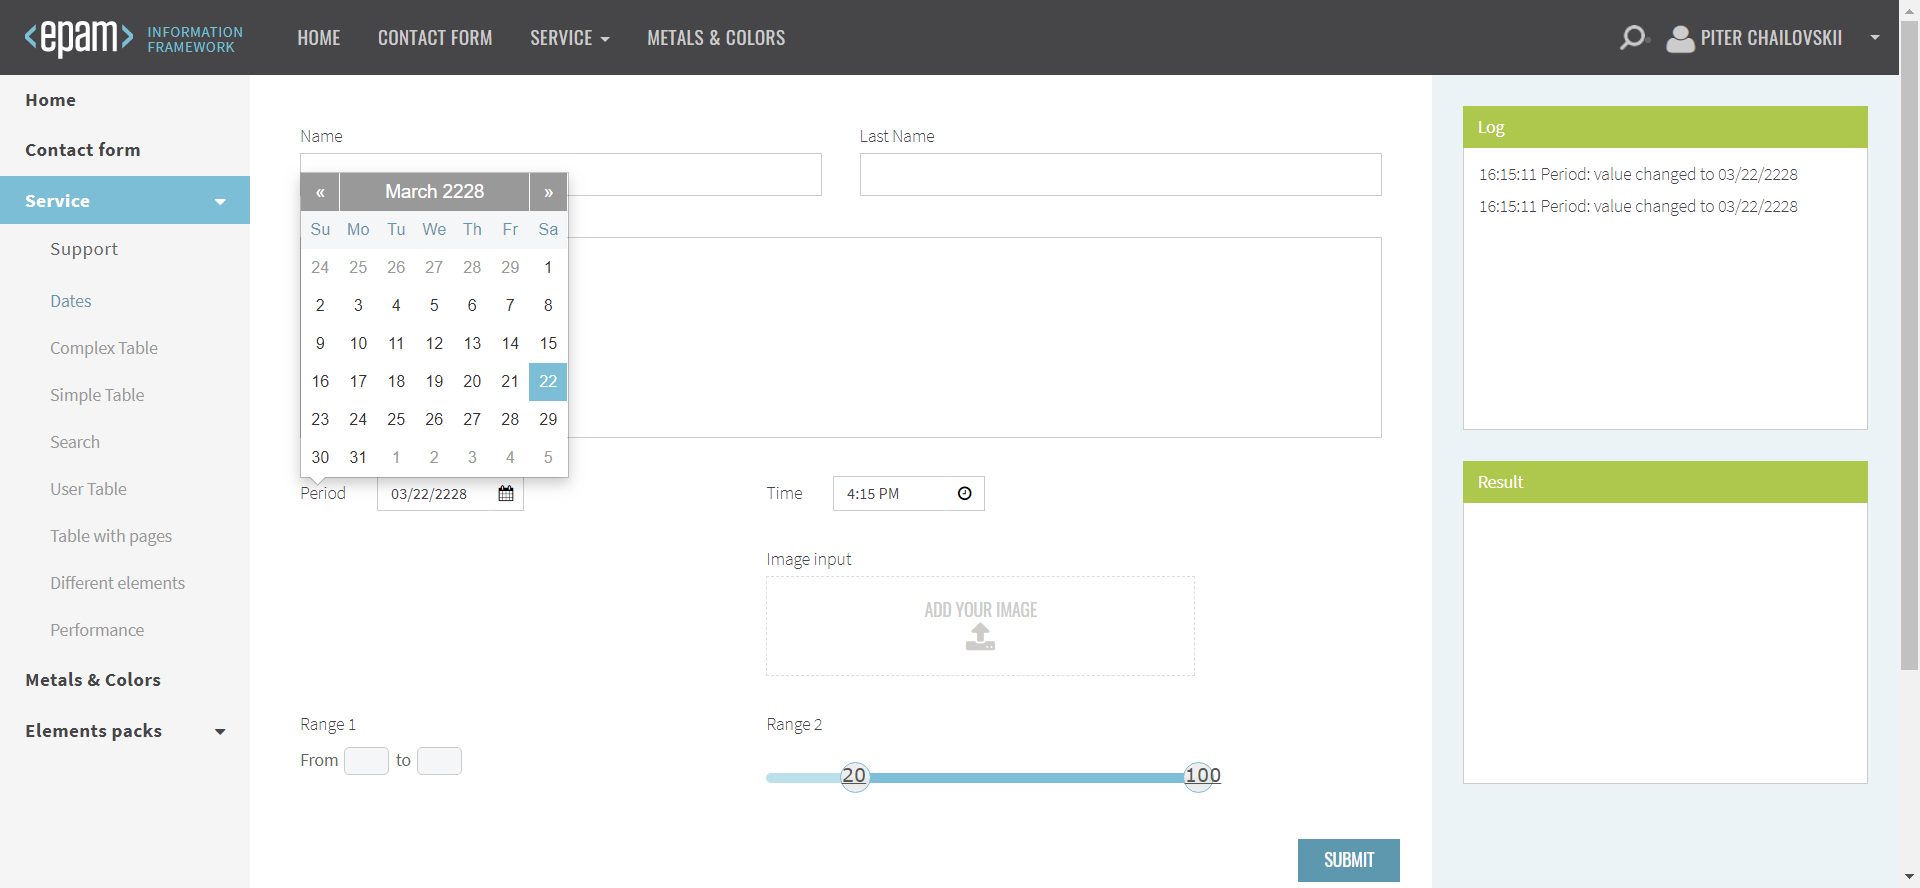 <epam> INFORMATION FRAMEWORK
HOME
CONTACT FORM
SERVICE
METALS & COLORS
PITER CHAILOVSKII
Home
Contact form
Service
Support
Dates
Complex Table
Simple Table
Search
User Table
Table with pages
Different elements
Performance
Metals & Colors
Elements packs
Name
Last Name
« March 2228 »
Su Mo Tu We Th Fr Sa
24 25 26 27 28 29 1
2 3 4 5 6 7 8
9 10 11 12 13 14 15
16 17 18 19 20 21 22
23 24 25 26 27 28 29
30 31 1 2 3 4 5
Period 03/22/2228
Time 4:15 PM
Image input
ADD YOUR IMAGE
Range 1
From to
Range 2
20 100
SUBMIT
Log
16:15:11 Period: value changed to 03/22/2228
16:15:11 Period: value changed to 03/22/2228
Result